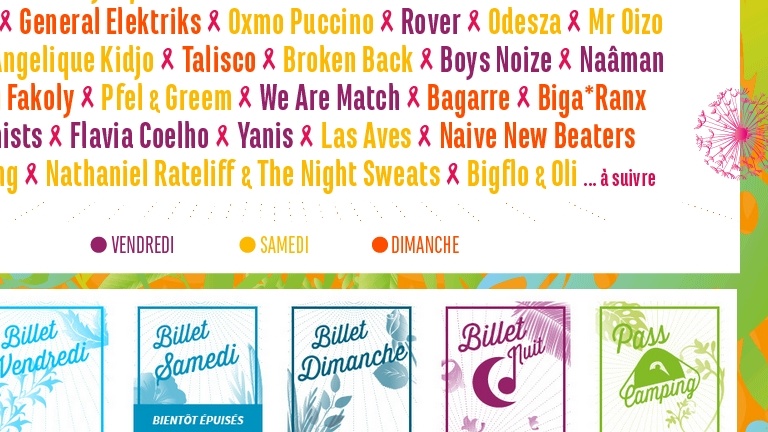 General Elektriks Oxmo Puccino Rover Odesza Mr Oizo
Angelique Kidjo Talisco Broken Back Boys Noize Naâman
Fakoly Pfel & Greem We Are Match Bagarre Biga*Ranx
Flavia Coelho Yanis Las Aves Naive New Beaters
Nathaniel Rateliff & The Night Sweats Bigflo & Oli ... à suivre
VENDREDI SAMEDI DIMANCHE
Billet
Vendredi
Billet
Samedi
BIENTÔT ÉPUISÉS
Billet
Dimanche
Billet
Nuit
Pass
Camping